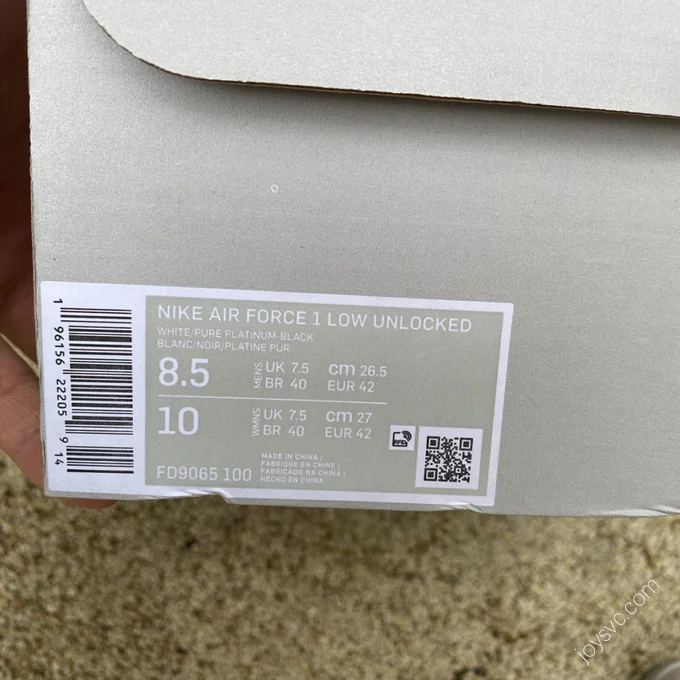 NIKE AIR FORCE 1 LOW UNLOCKED
WHITE/PURE PLATINUM-BLACK
BLANC/NOIR/PLATINE PUR
8.5 MENS UK 7.5 cm 26.5
BR 40 EUR 42
10 WMNS UK 7.5 cm 27
BR 40 EUR 42
FD9065 100
MADE IN CHINA /
FABRIQUE EN CHINE /
FABRICADO NA CHINA /
HECHO EN CHINA
1 96156 22205 9 14
joysvc.com